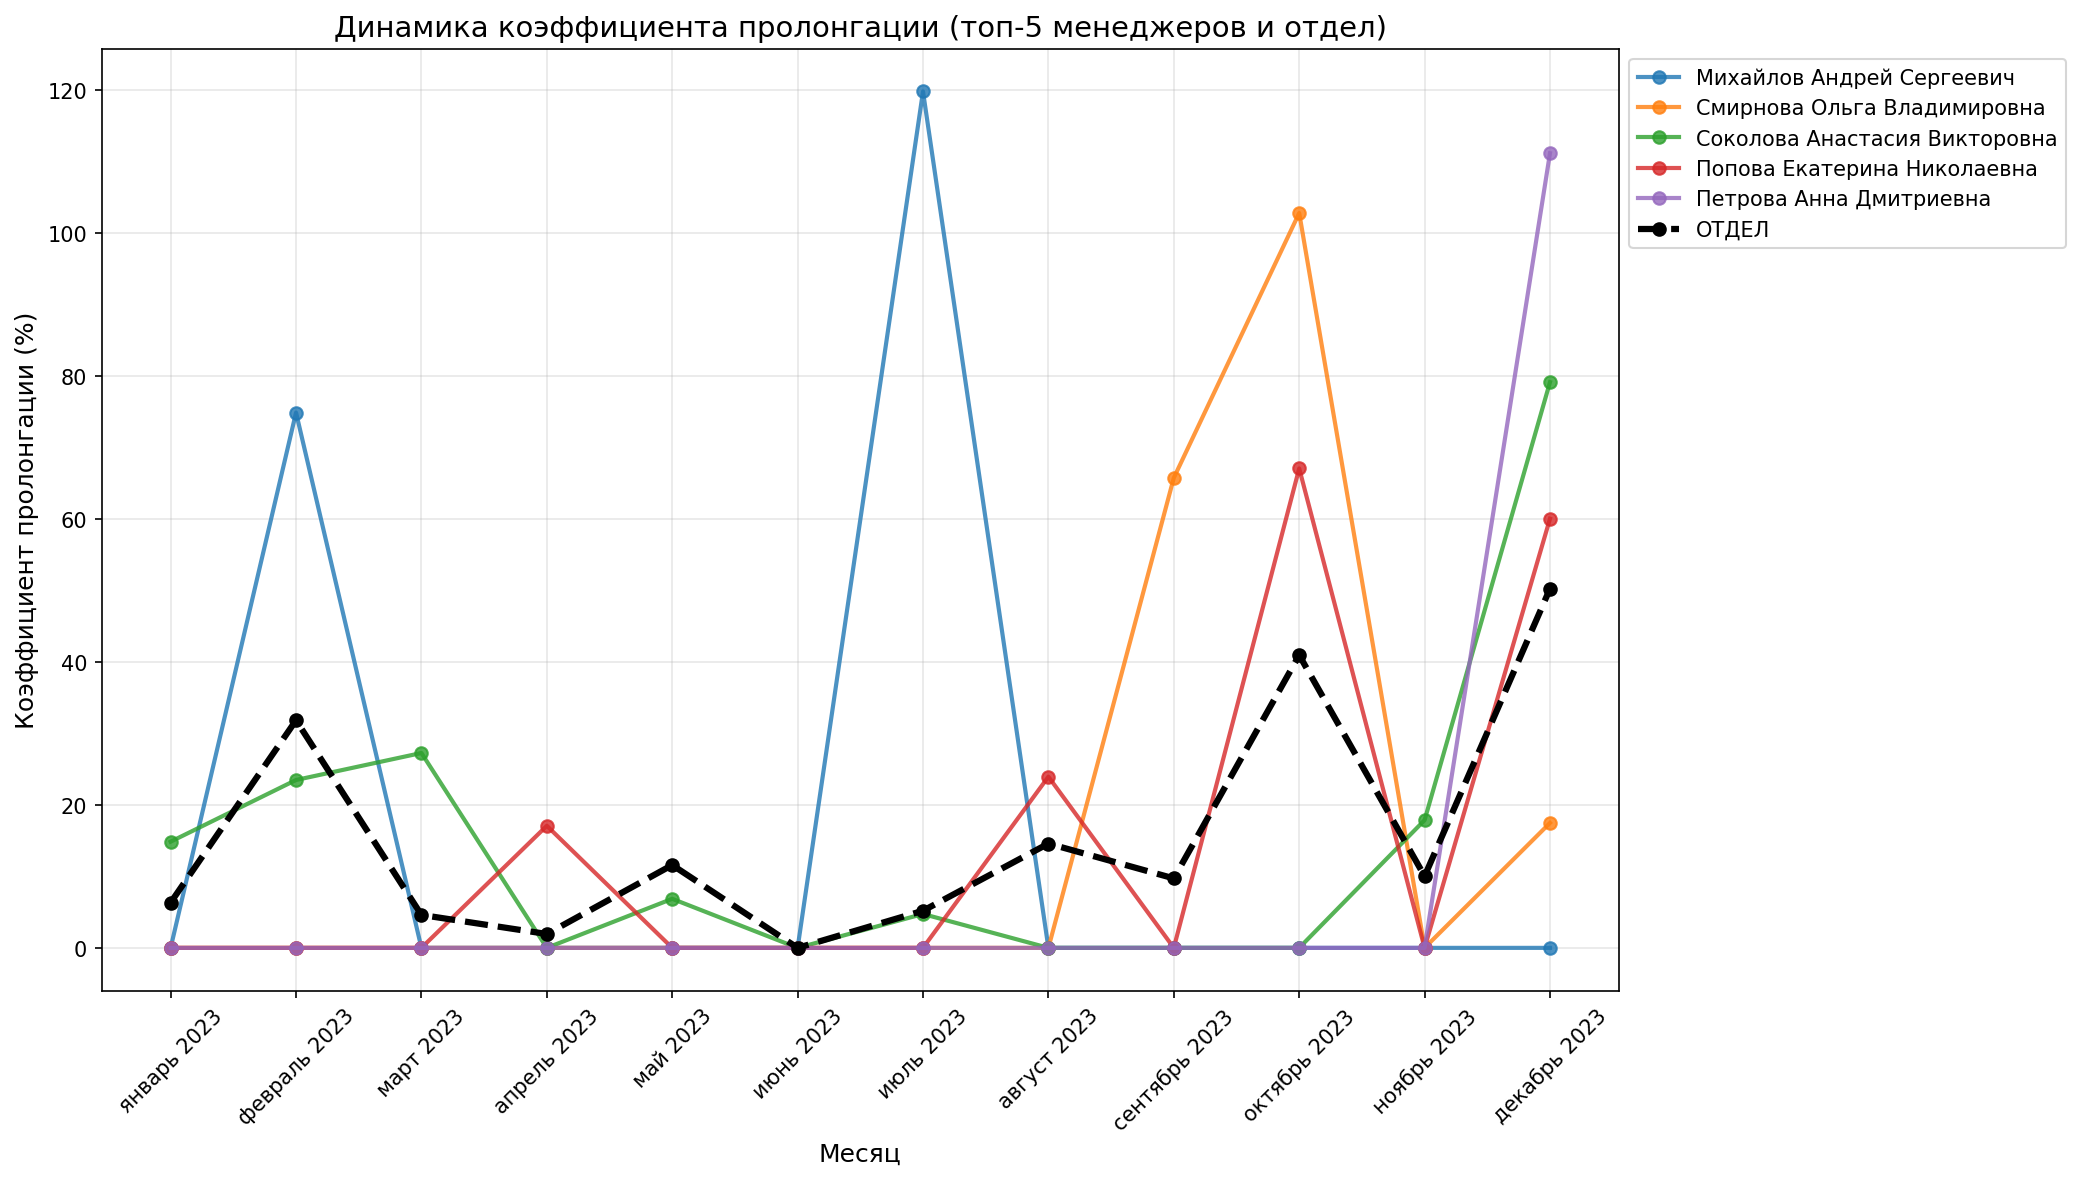 Динамика коэффициента пролонгации (топ-5 менеджеров и отдел)
Коэффициент пролонгации (%)
120
100
80
60
40
20
0
январь 2023
февраль 2023
март 2023
апрель 2023
май 2023
июнь 2023
июль 2023
август 2023
сентябрь 2023
октябрь 2023
ноябрь 2023
декабрь 2023
Месяц
Михайлов Андрей Сергеевич
Смирнова Ольга Владимировна
Соколова Анастасия Викторовна
Попова Екатерина Николаевна
Петрова Анна Дмитриевна
ОТДЕЛ